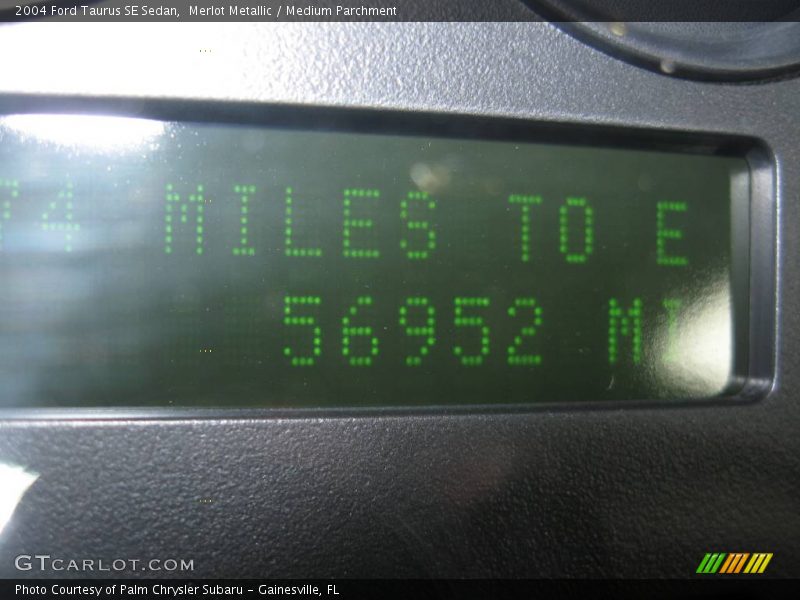 2004 Ford Taurus SE Sedan,  Merlot Metallic / Medium Parchment
74 MILES TO E
56952 MI
GTCARLOT.COM
Photo Courtesy of Palm Chrysler Subaru - Gainesville, FL